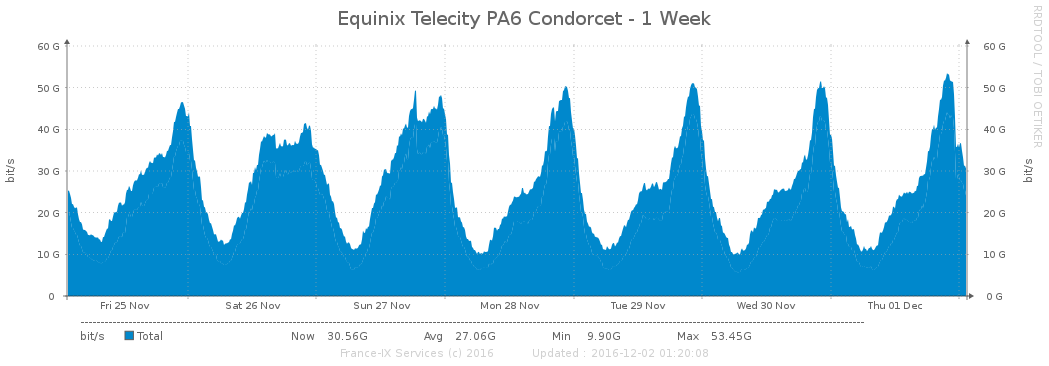 Equinix Telecity PA6 Condorcet - 1 Week
RRDTOOL / TOBI OETIKER
60 G 60 G
50 G 50 G
40 G 40 G
30 G 30 G
20 G 20 G
10 G 10 G
0 0 G
bit/s
bit/s
Fri 25 Nov Sat 26 Nov Sun 27 Nov Mon 28 Nov Tue 29 Nov Wed 30 Nov Thu 01 Dec
bit/s Total Now 30.56G Avg 27.06G Min 9.90G Max 53.45G
France-IX Services (c) 2016 Updated : 2016-12-02 01:20:08